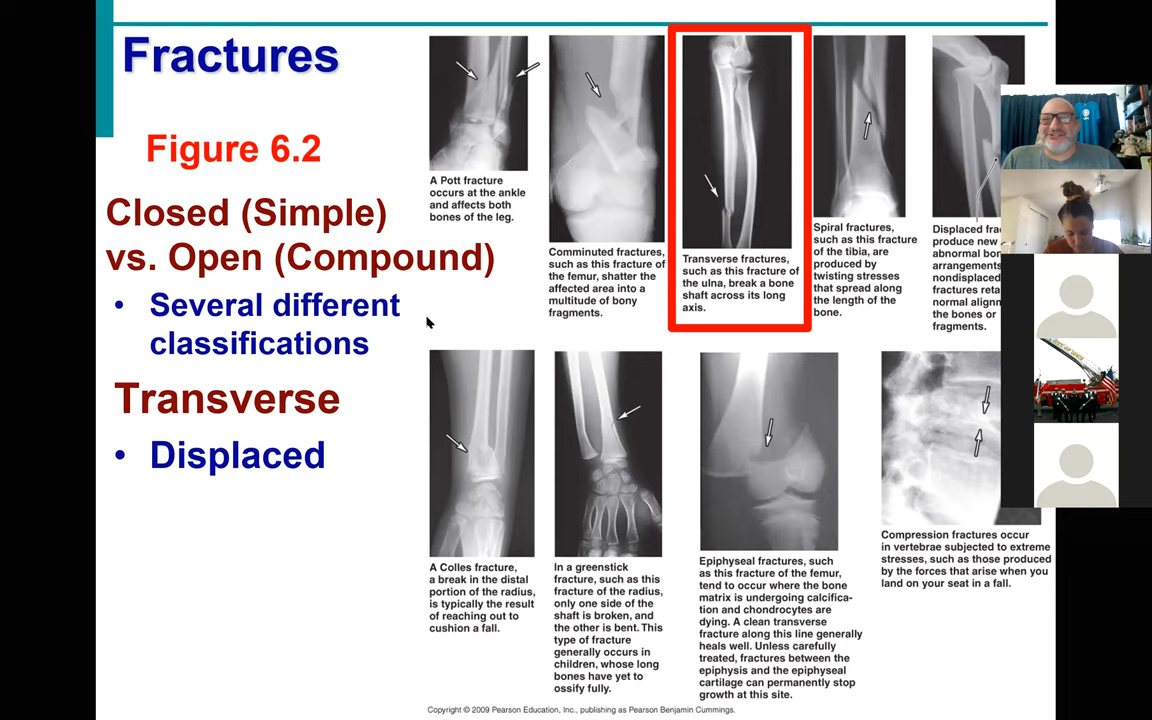 Fractures
Figure 6.2
Closed (Simple)
vs. Open (Compound)
• Several different
classifications
Transverse
• Displaced
A Pott fracture
occurs at the ankle
and affects both
bones of the leg.
Comminuted fractures,
such as this fracture of
the femur, shatter the
affected area into a
multitude of bony
fragments.
Transverse fractures,
such as this fracture of
the ulna, break a bone
shaft across its long
axis.
Spiral fractures,
such as this fracture
of the tibia, are
produced by
twisting stresses
that spread along
the length of the
bone.
Displaced
produce new
abnormal
arrangements
nondisplaced
fractures
normal
the bones or
fragments.
A Colles fracture,
a break in the distal
portion of the radius,
is typically the result
of reaching out to
cushion a fall.
In a greenstick
fracture, such as this
fracture of the radius,
only one side of the
shaft is broken, and
the other is bent. This
type of fracture
generally occurs in
children, whose long
bones have yet to
ossify fully.
Epiphyseal fractures, such
as this fracture of the femur,
tend to occur where the bone
matrix is undergoing calcifica-
tion and chondrocytes are
dying. A clean transverse
fracture along this line generally
heals well. Unless carefully
treated, fractures between the
epiphysis and the epiphyseal
cartilage can permanently stop
growth at this site.
Compression fractures occur
in vertebrae subjected to extreme
stresses, such as those produced
by the forces that arise when you
land on your seat in a fall.
Copyright © 2009 Pearson Education, Inc., publishing as Pearson Benjamin Cummings.